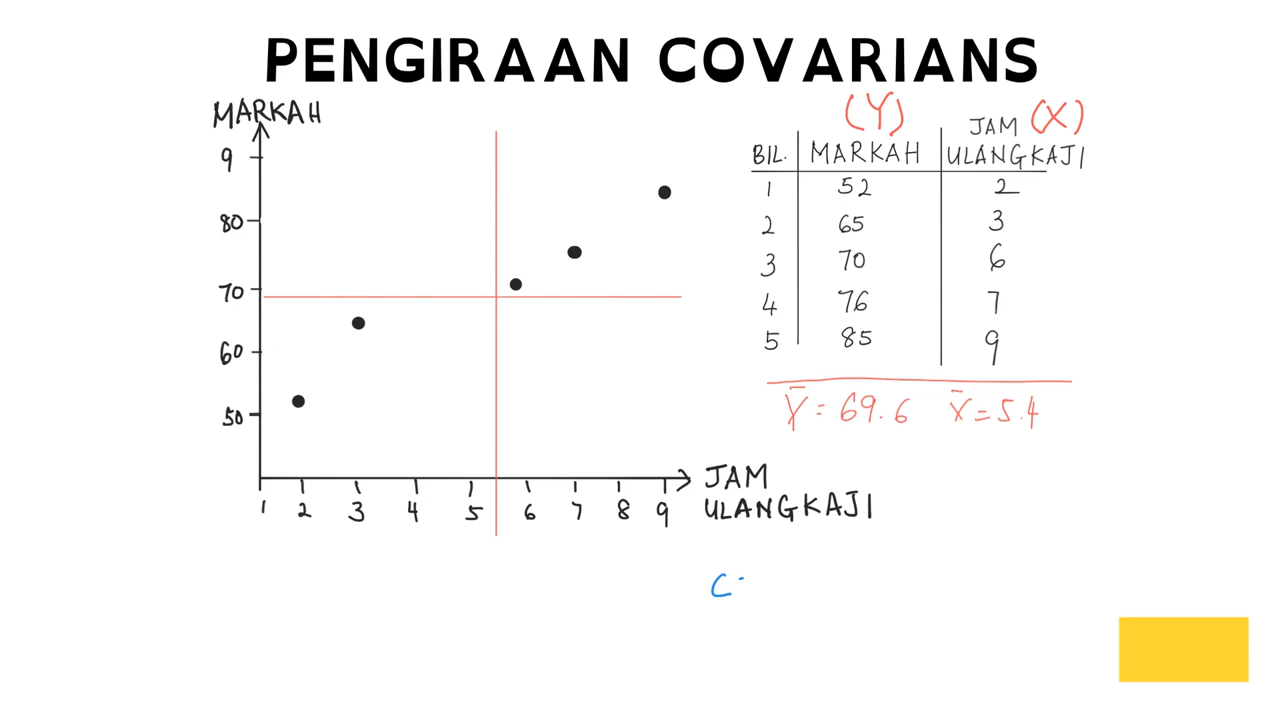 PENGIRAAN COVARIANS
MARKAH
9
80
70
60
50
1 2 3 4 5 6 7 8 9
JAM
ULANGKAJI
(Y) (X)
BIL. MARKAH JAM ULANGKAJI
1 52 2
2 65 3
3 70 6
4 76 7
5 85 9
Ȳ = 69.6 X̄ = 5.4
C